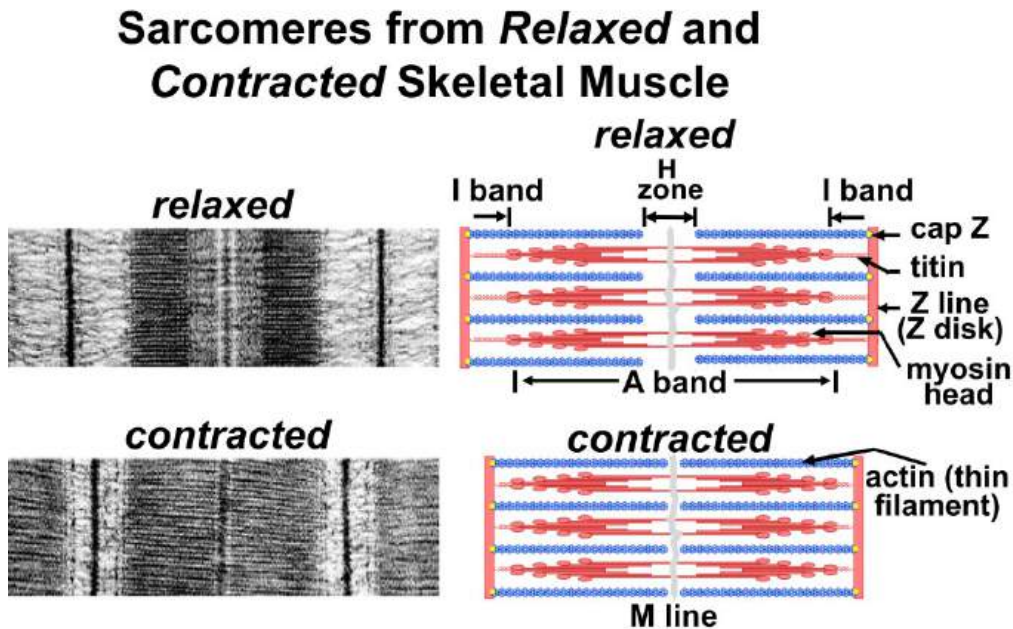 Sarcomeres from Relaxed and
Contracted Skeletal Muscle
relaxed
relaxed
H
zone
I band
I band
cap Z
titin
Z line
(Z disk)
myosin
head
A band
contracted
contracted
actin (thin
filament)
M line